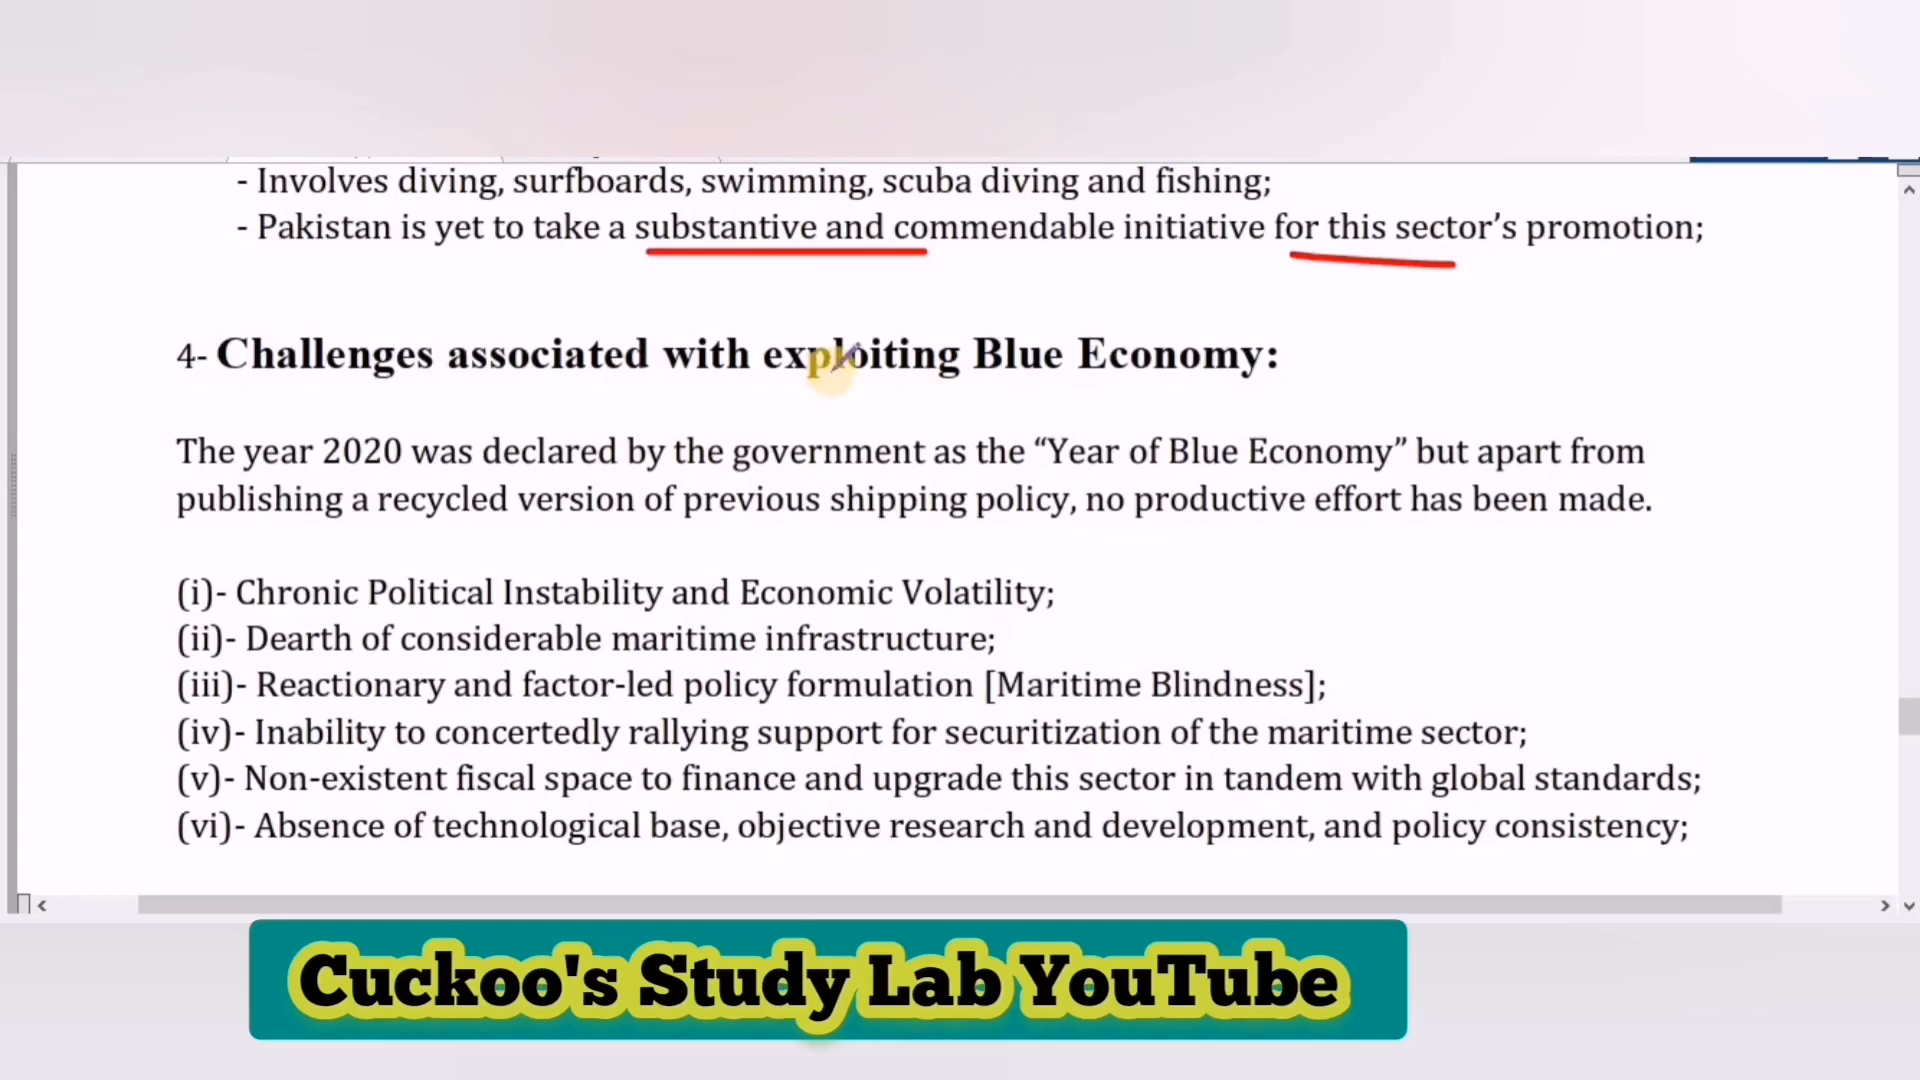 - Involves diving, surfboards, swimming, scuba diving and fishing;
- Pakistan is yet to take a substantive and commendable initiative for this sector’s promotion;
4- Challenges associated with exploiting Blue Economy:
The year 2020 was declared by the government as the “Year of Blue Economy” but apart from
publishing a recycled version of previous shipping policy, no productive effort has been made.
(i)- Chronic Political Instability and Economic Volatility;
(ii)- Dearth of considerable maritime infrastructure;
(iii)- Reactionary and factor-led policy formulation [Maritime Blindness];
(iv)- Inability to concertedly rallying support for securitization of the maritime sector;
(v)- Non-existent fiscal space to finance and upgrade this sector in tandem with global standards;
(vi)- Absence of technological base, objective research and development, and policy consistency;
Cuckoo's Study Lab YouTube